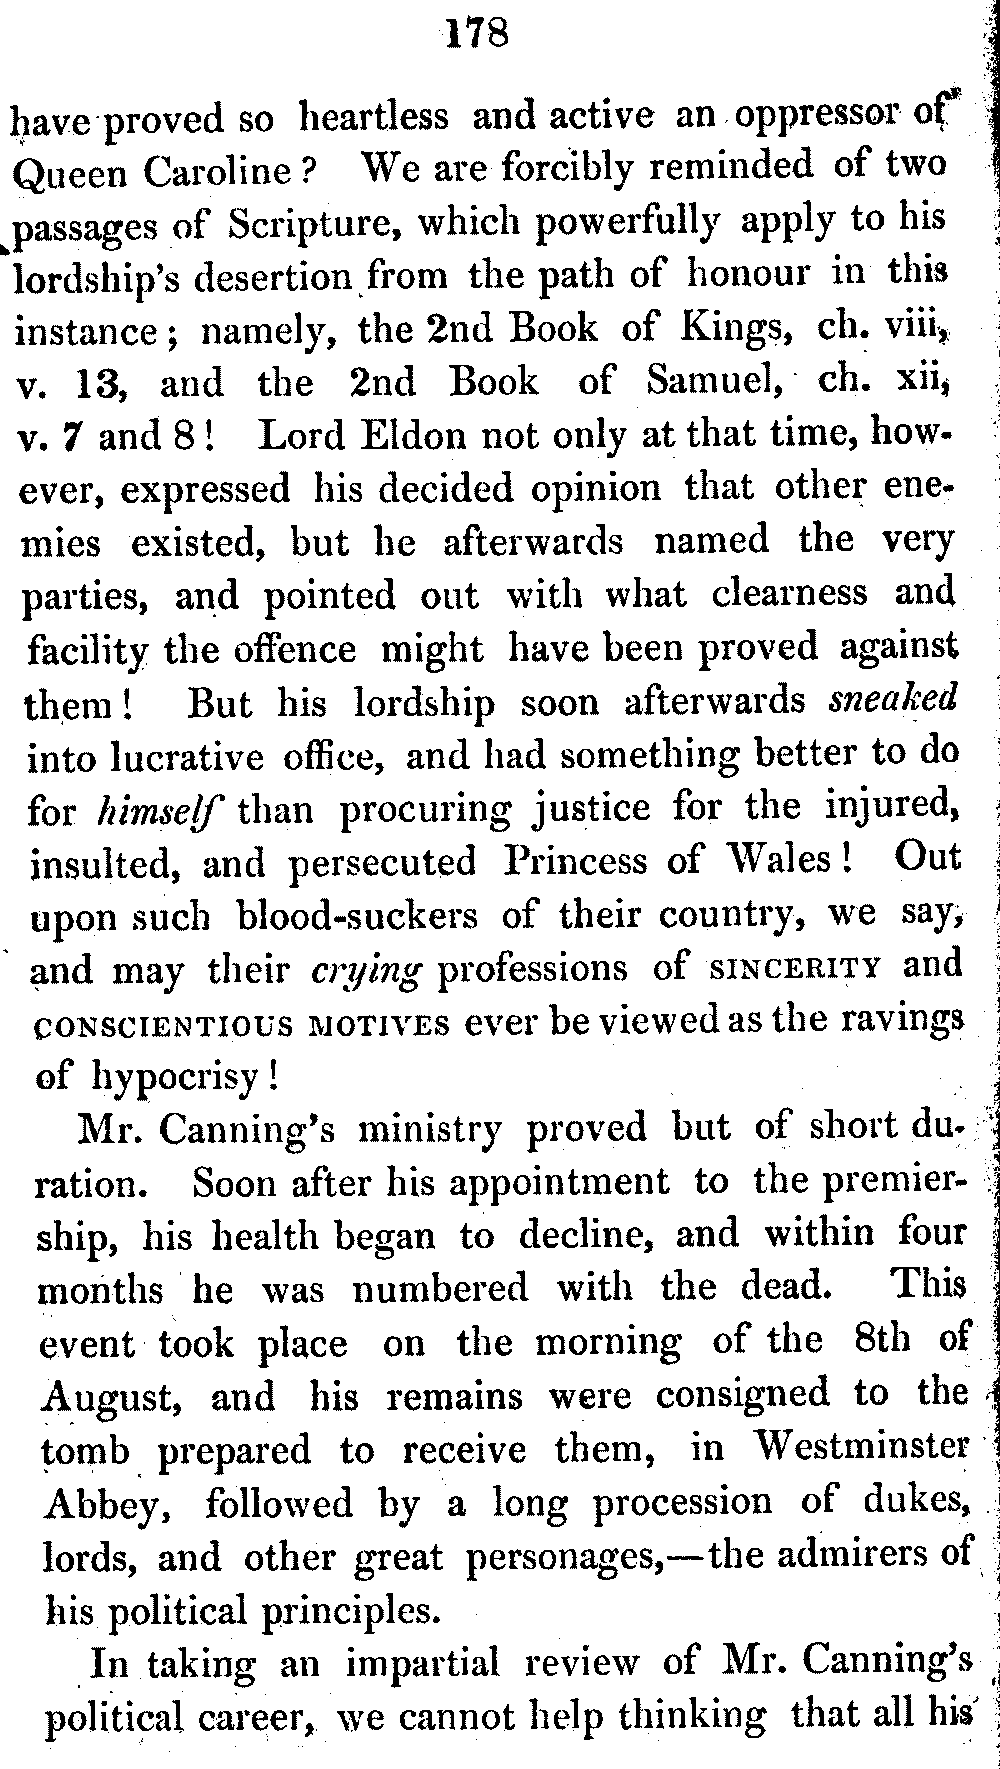 178
have proved so heartless and active an oppressor of
Queen Caroline ? We are forcibly reminded of two
passages of Scripture, which powerfully apply to his
lordship's desertion from the path of honour in this
instance ; namely, the 2nd Book of Kings, ch. viii,
v. 13, and the 2nd Book of Samuel, ch. xii,
v. 7 and 8 ! Lord Eldon not only at that time, how-
ever, expressed his decided opinion that other ene-
mies existed, but he afterwards named the very
parties, and pointed out with what clearness and
facility the offence might have been proved against
them ! But his lordship soon afterwards sneaked
into lucrative office, and had something better to do
for himself than procuring justice for the injured,
insulted, and persecuted Princess of Wales ! Out
upon such blood-suckers of their country, we say,
and may their crying professions of SINCERITY and
CONSCIENTIOUS MOTIVES ever be viewed as the ravings
of hypocrisy !
Mr. Canning's ministry proved but of short du-
ration. Soon after his appointment to the premier-
ship, his health began to decline, and within four
months he was numbered with the dead. This
event took place on the morning of the 8th of
August, and his remains were consigned to the
tomb prepared to receive them, in Westminster
Abbey, followed by a long procession of dukes,
lords, and other great personages,—the admirers of
his political principles.
In taking an impartial review of Mr. Canning's
political career, we cannot help thinking that all his